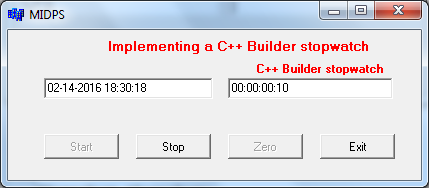 MIDPS
Implementing a C++ Builder stopwatch
C++ Builder stopwatch
02-14-2016 18:30:18
00:00:00:10
Start
Stop
Zero
Exit